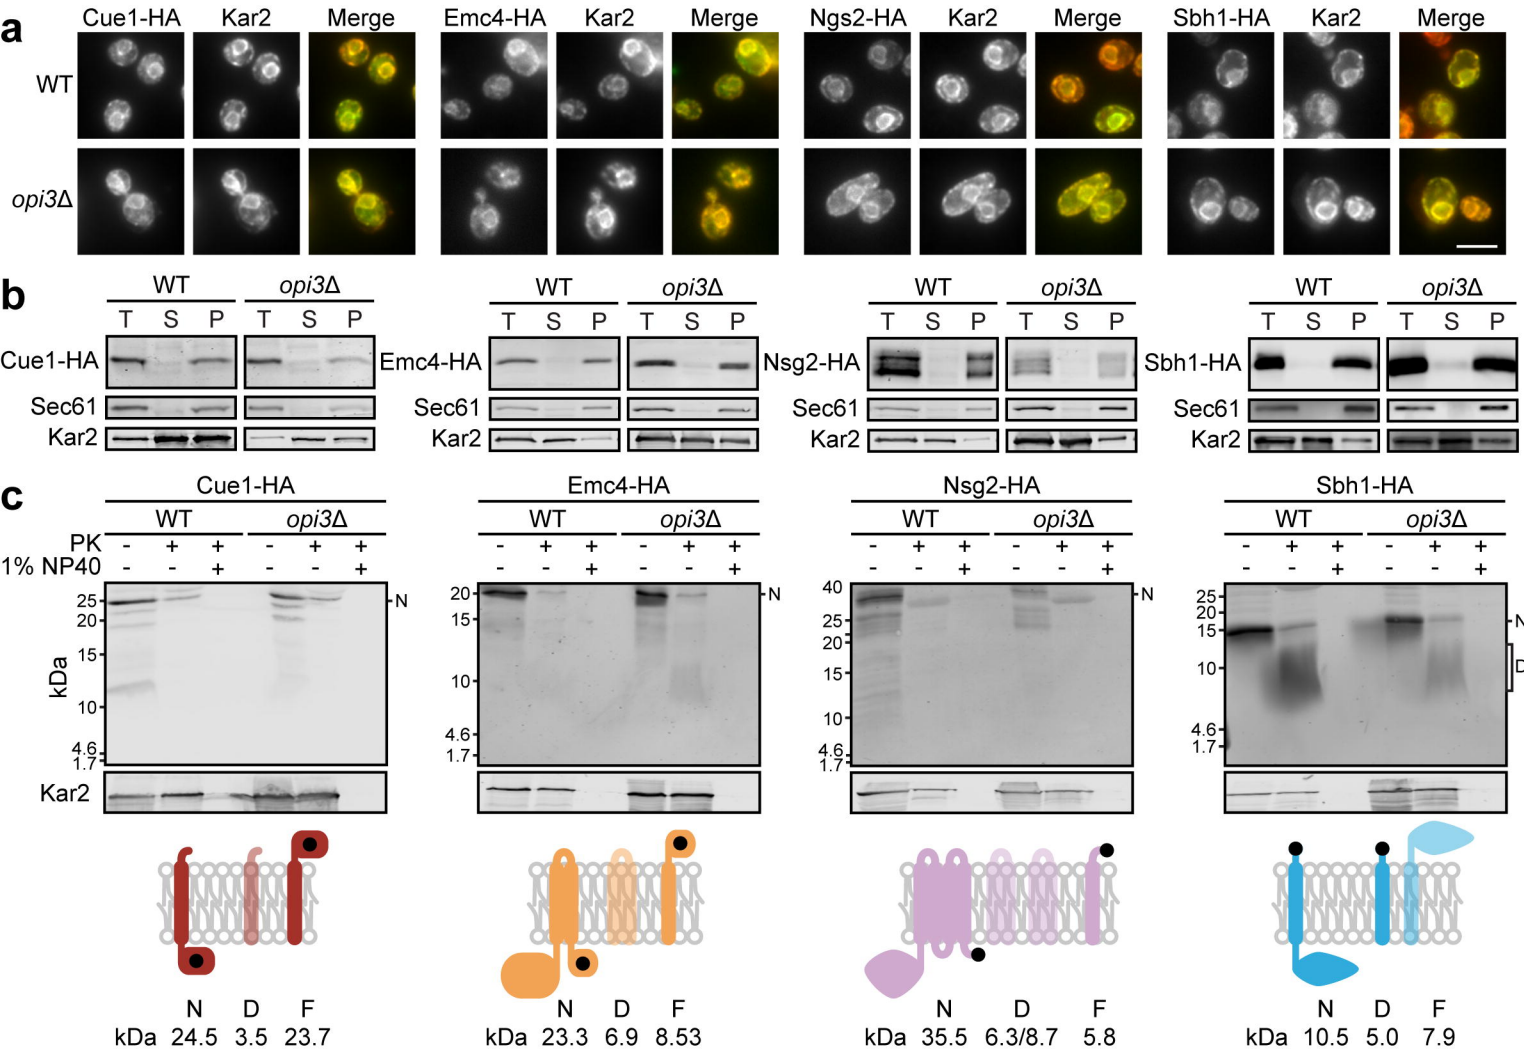 a
Cue1-HA Kar2 Merge Emc4-HA Kar2 Merge Ngs2-HA Kar2 Merge Sbh1-HA Kar2 Merge
WT
opi3Δ
b
WT opi3Δ WT opi3Δ WT opi3Δ WT opi3Δ
T S P T S P T S P T S P T S P T S P T S P T S P
Cue1-HA Emc4-HA Nsg2-HA Sbh1-HA
Sec61 Sec61 Sec61 Sec61
Kar2 Kar2 Kar2 Kar2
c
Cue1-HA Emc4-HA Nsg2-HA Sbh1-HA
WT opi3Δ WT opi3Δ WT opi3Δ WT opi3Δ
PK - + + - + + - + + - + + - + + - + + - + + - + +
1% NP40 - - + - - + - - + - - + - - + - - + - - + - - +
kDa
25
20
15
10
4.6
1.7
N
20
15
10
4.6
1.7
N
40
25
20
15
10
4.6
1.7
N
25
20
15
10
4.6
1.7
N
D
Kar2
N D F N D F N D F N D F
kDa 24.5 3.5 23.7 kDa 23.3 6.9 8.53 kDa 35.5 6.3/8.7 5.8 kDa 10.5 5.0 7.9